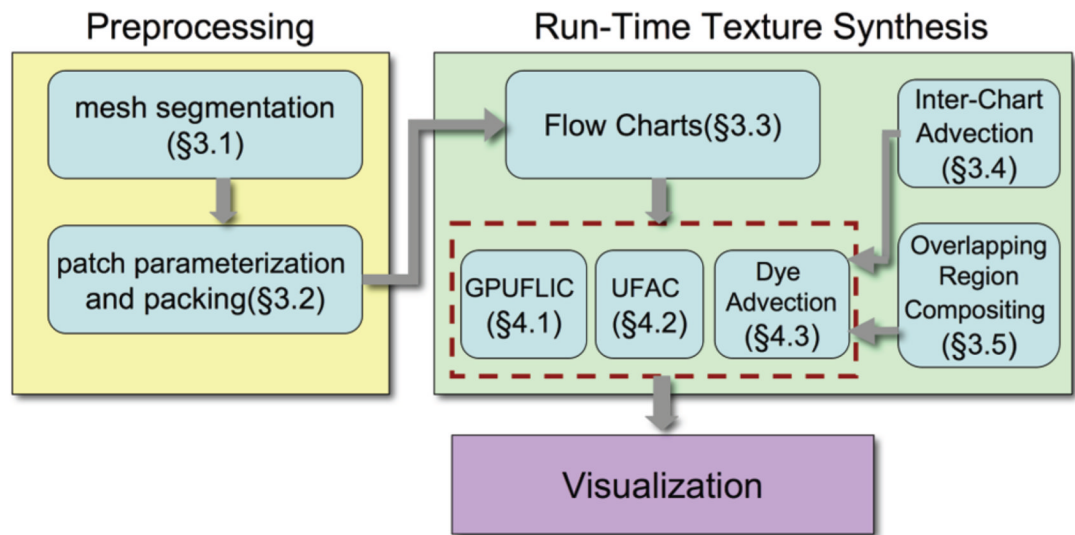 Preprocessing
mesh segmentation
(§3.1)
patch parameterization
and packing(§3.2)
Run-Time Texture Synthesis
Flow Charts(§3.3)
Inter-Chart
Advection
(§3.4)
GPUFLIC
(§4.1)
UFAC
(§4.2)
Dye
Advection
(§4.3)
Overlapping
Region
Compositing
(§3.5)
Visualization